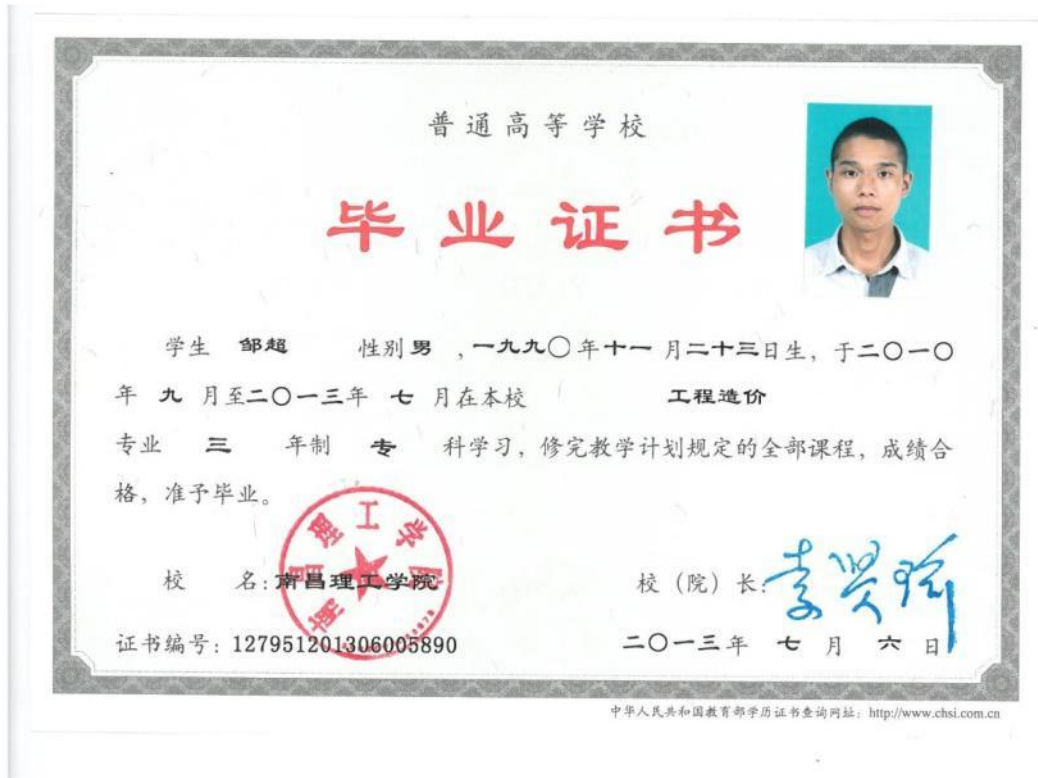 普通高等学校
毕业证书
学生 邹超 性别 男 , 一九九〇年十一月二十三日生, 于二〇一〇
年 九 月至二〇一三年 七 月在本校 工程造价
专业 三 年制 专 科学习, 修完教学计划规定的全部课程, 成绩合
格, 准予毕业。
校 名: 南昌理工学院
校（院）长:
证书编号: 127951201306005890
二〇一三年 七 月 六 日
中华人民共和国教育部学历证书查询网址: http://www.chsi.com.cn